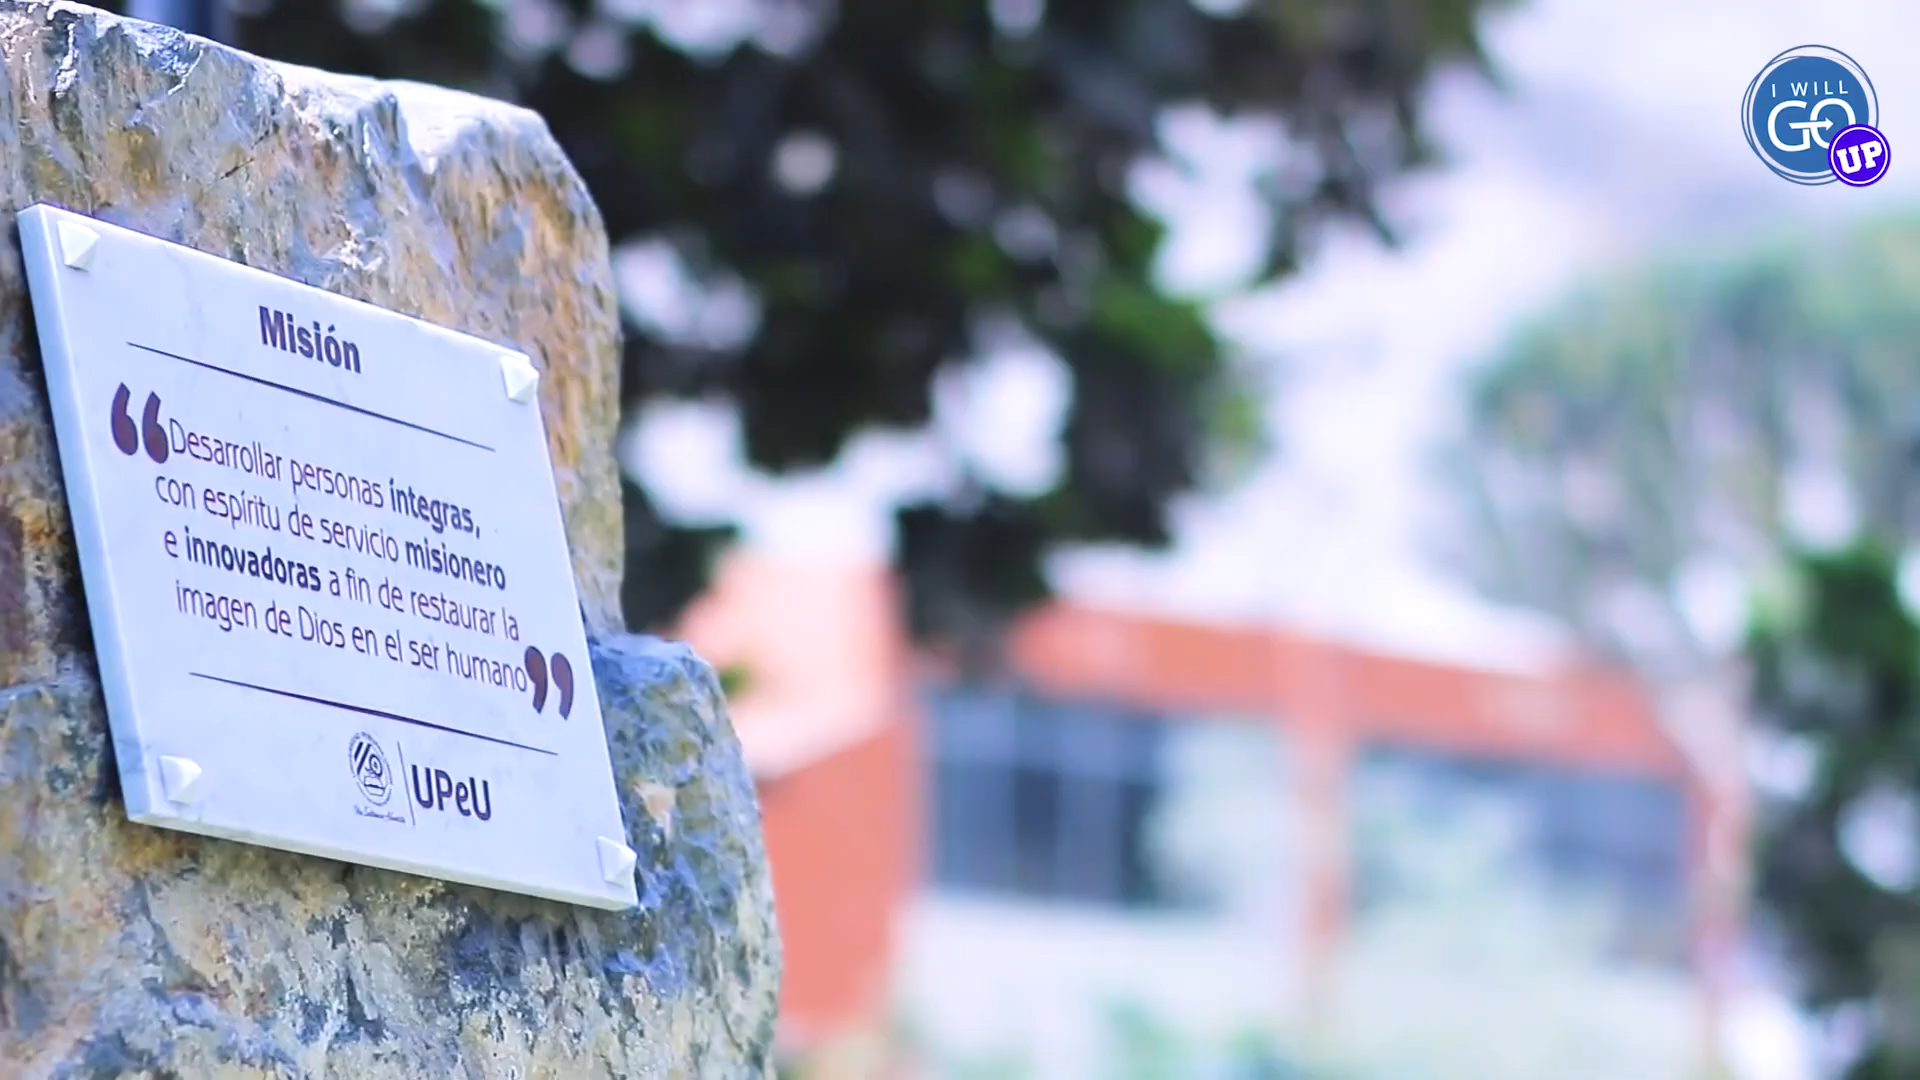 I WILL
GO
UP
Misión
“Desarrollar personas íntegras,
con espíritu de servicio misionero
e innovadoras a fin de restaurar la
imagen de Dios en el ser humano”
UPeU